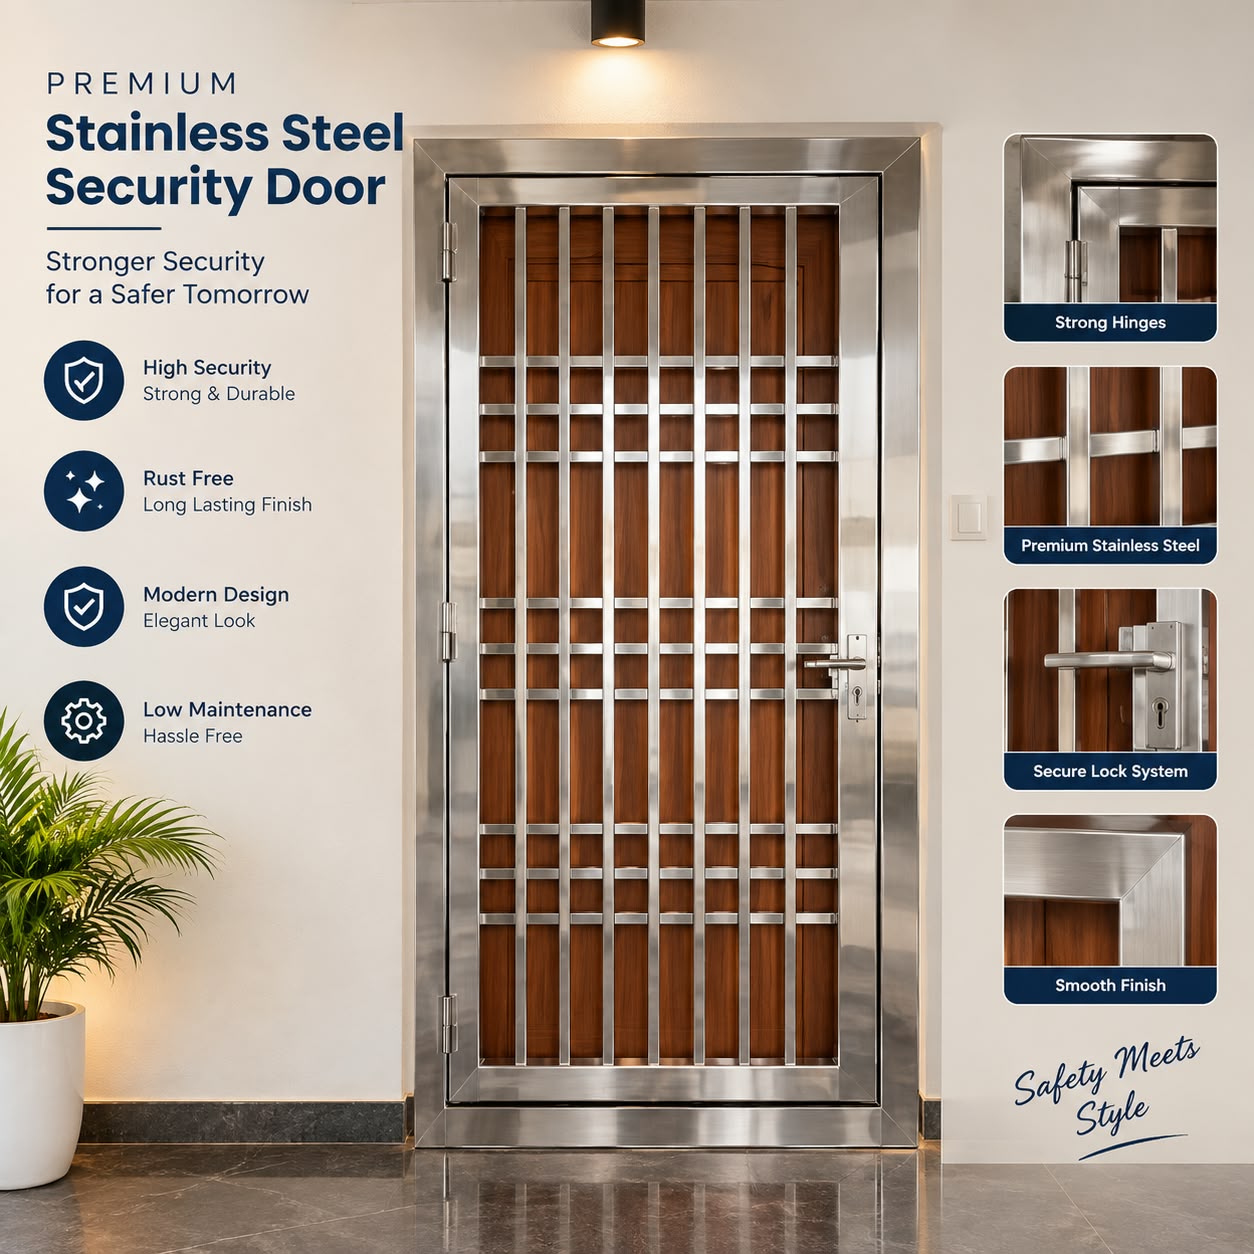 PREMIUM
Stainless Steel
Security Door
Stronger Security
for a Safer Tomorrow
High Security
Strong & Durable
Rust Free
Long Lasting Finish
Modern Design
Elegant Look
Low Maintenance
Hassle Free
Strong Hinges
Premium Stainless Steel
Secure Lock System
Smooth Finish
Safety Meets
Style